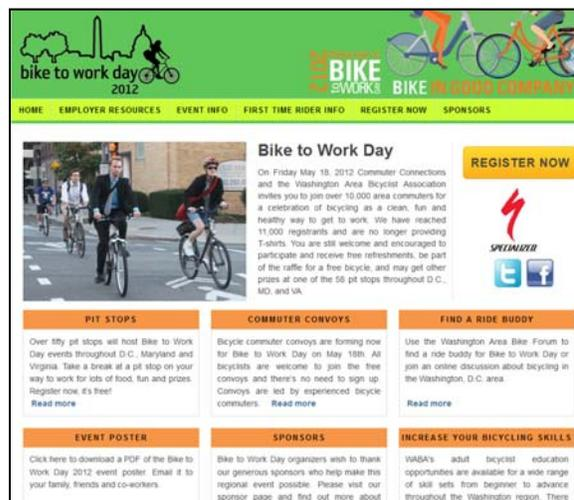 bike to work day
2012
2012
BIKE
TO WORK DAY
BIKE IN GOOD COMPANY
HOME EMPLOYER RESOURCES EVENT INFO FIRST TIME RIDER INFO REGISTER NOW SPONSORS
Bike to Work Day
On Friday May 18, 2012 Commuter Connections
and the Washington Area Bicyclist Association
invites you to join over 10,000 area commuters for
a celebration of bicycling as a clean, fun and
healthy way to get to work. We have reached
11,000 registrants and are no longer providing
T-shirts. You are still welcome and encouraged to
participate and receive free refreshments, be part
of the raffle for a free bicycle, and may get other
prizes at one of the 58 pit stops throughout D.C.,
MD, and VA.
REGISTER NOW
SPECIALIZED
t f
PIT STOPS
Over fifty pit stops will host Bike to Work
Day events throughout D.C., Maryland and
Virginia. Take a break at a pit stop on your
way to work for lots of food, fun and prizes.
Register now, it's free!
Read more
COMMUTER CONVOYS
Bicycle commuter convoys are forming now
for Bike to Work Day on May 18th. All
bicyclists are welcome to join the free
convoys and there's no need to sign up.
Convoys are led by experienced bicycle
commuters. Read more
FIND A RIDE BUDDY
Use the Washington Area Bike Forum to
find a ride buddy for Bike to Work Day or
join an online discussion about bicycling in
the Washington, D.C. area.
Read more
EVENT POSTER
Click here to download a PDF of the Bike to
Work Day 2012 event poster. Email it to
your family, friends and co-workers.
SPONSORS
Bike to Work Day organizers wish to thank
our generous sponsors who help make this
regional event possible. Please visit our
sponsor page and find out more about
INCREASE YOUR BICYCLING SKILLS
WABA's adult bicyclist education
opportunities are available for a wide range
of skill sets from beginner to advance
throughout the Washington region. There